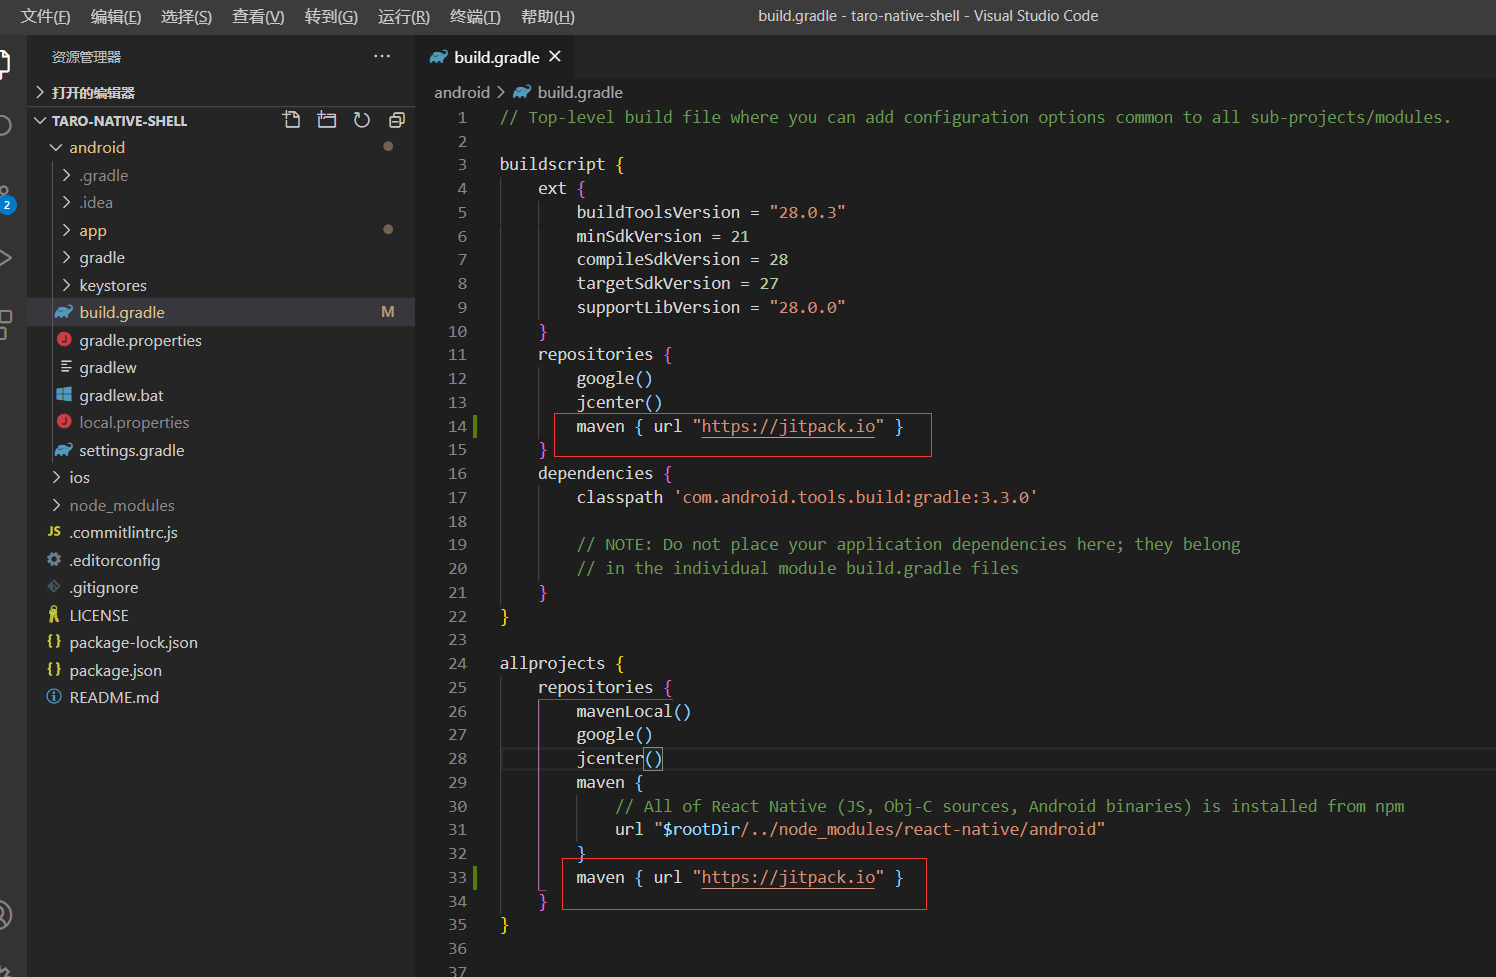 文件(F) 编辑(E) 选择(S) 查看(V) 转到(G) 运行(R) 终端(T) 帮助(H) build.gradle - taro-native-shell - Visual Studio Code
资源管理器 ···
打开的编辑器
TARO-NATIVE-SHELL
android
.gradle
.idea
app
gradle
keystores
build.gradle M
gradle.properties
gradlew
gradlew.bat
local.properties
settings.gradle
ios
node_modules
JS .commitlintrc.js
.editorconfig
.gitignore
LICENSE
{} package-lock.json
{} package.json
README.md
2
build.gradle
android > build.gradle
1 // Top-level build file where you can add configuration options common to all sub-projects/modules.
2
3 buildscript {
4 ext {
5 buildToolsVersion = "28.0.3"
6 minSdkVersion = 21
7 compileSdkVersion = 28
8 targetSdkVersion = 27
9 supportLibVersion = "28.0.0"
10 }
11 repositories {
12 google()
13 jcenter()
14 maven { url "https://jitpack.io" }
15 }
16 dependencies {
17 classpath 'com.android.tools.build:gradle:3.3.0'
18
19 // NOTE: Do not place your application dependencies here; they belong
20 // in the individual module build.gradle files
21 }
22 }
23
24 allprojects {
25 repositories {
26 mavenLocal()
27 google()
28 jcenter()
29 maven {
30 // All of React Native (JS, Obj-C sources, Android binaries) is installed from npm
31 url "$rootDir/../node_modules/react-native/android"
32 }
33 maven { url "https://jitpack.io" }
34 }
35 }
36
37